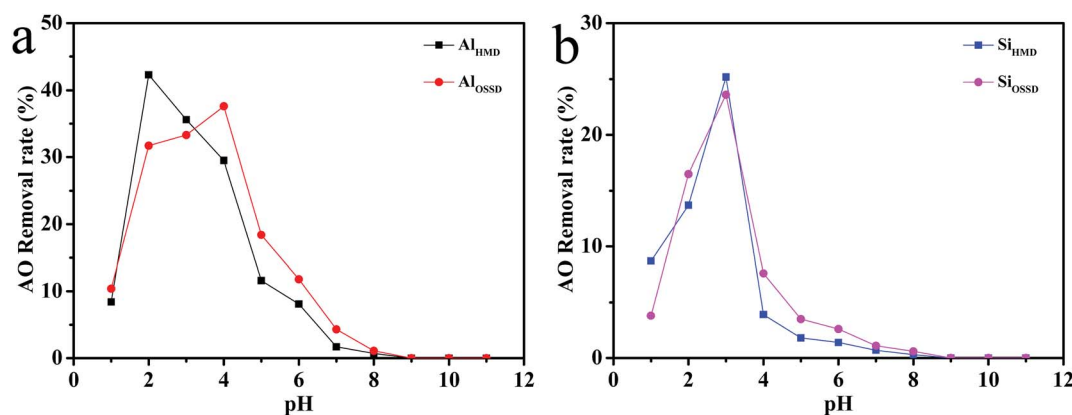 a
50
40
30
20
10
0
AO Removal rate (%)
0 2 4 6 8 10 12
pH
Al_HMD
Al_OSSD
b
30
20
10
0
AO Removal rate (%)
0 2 4 6 8 10 12
pH
Si_HMD
Si_OSSD